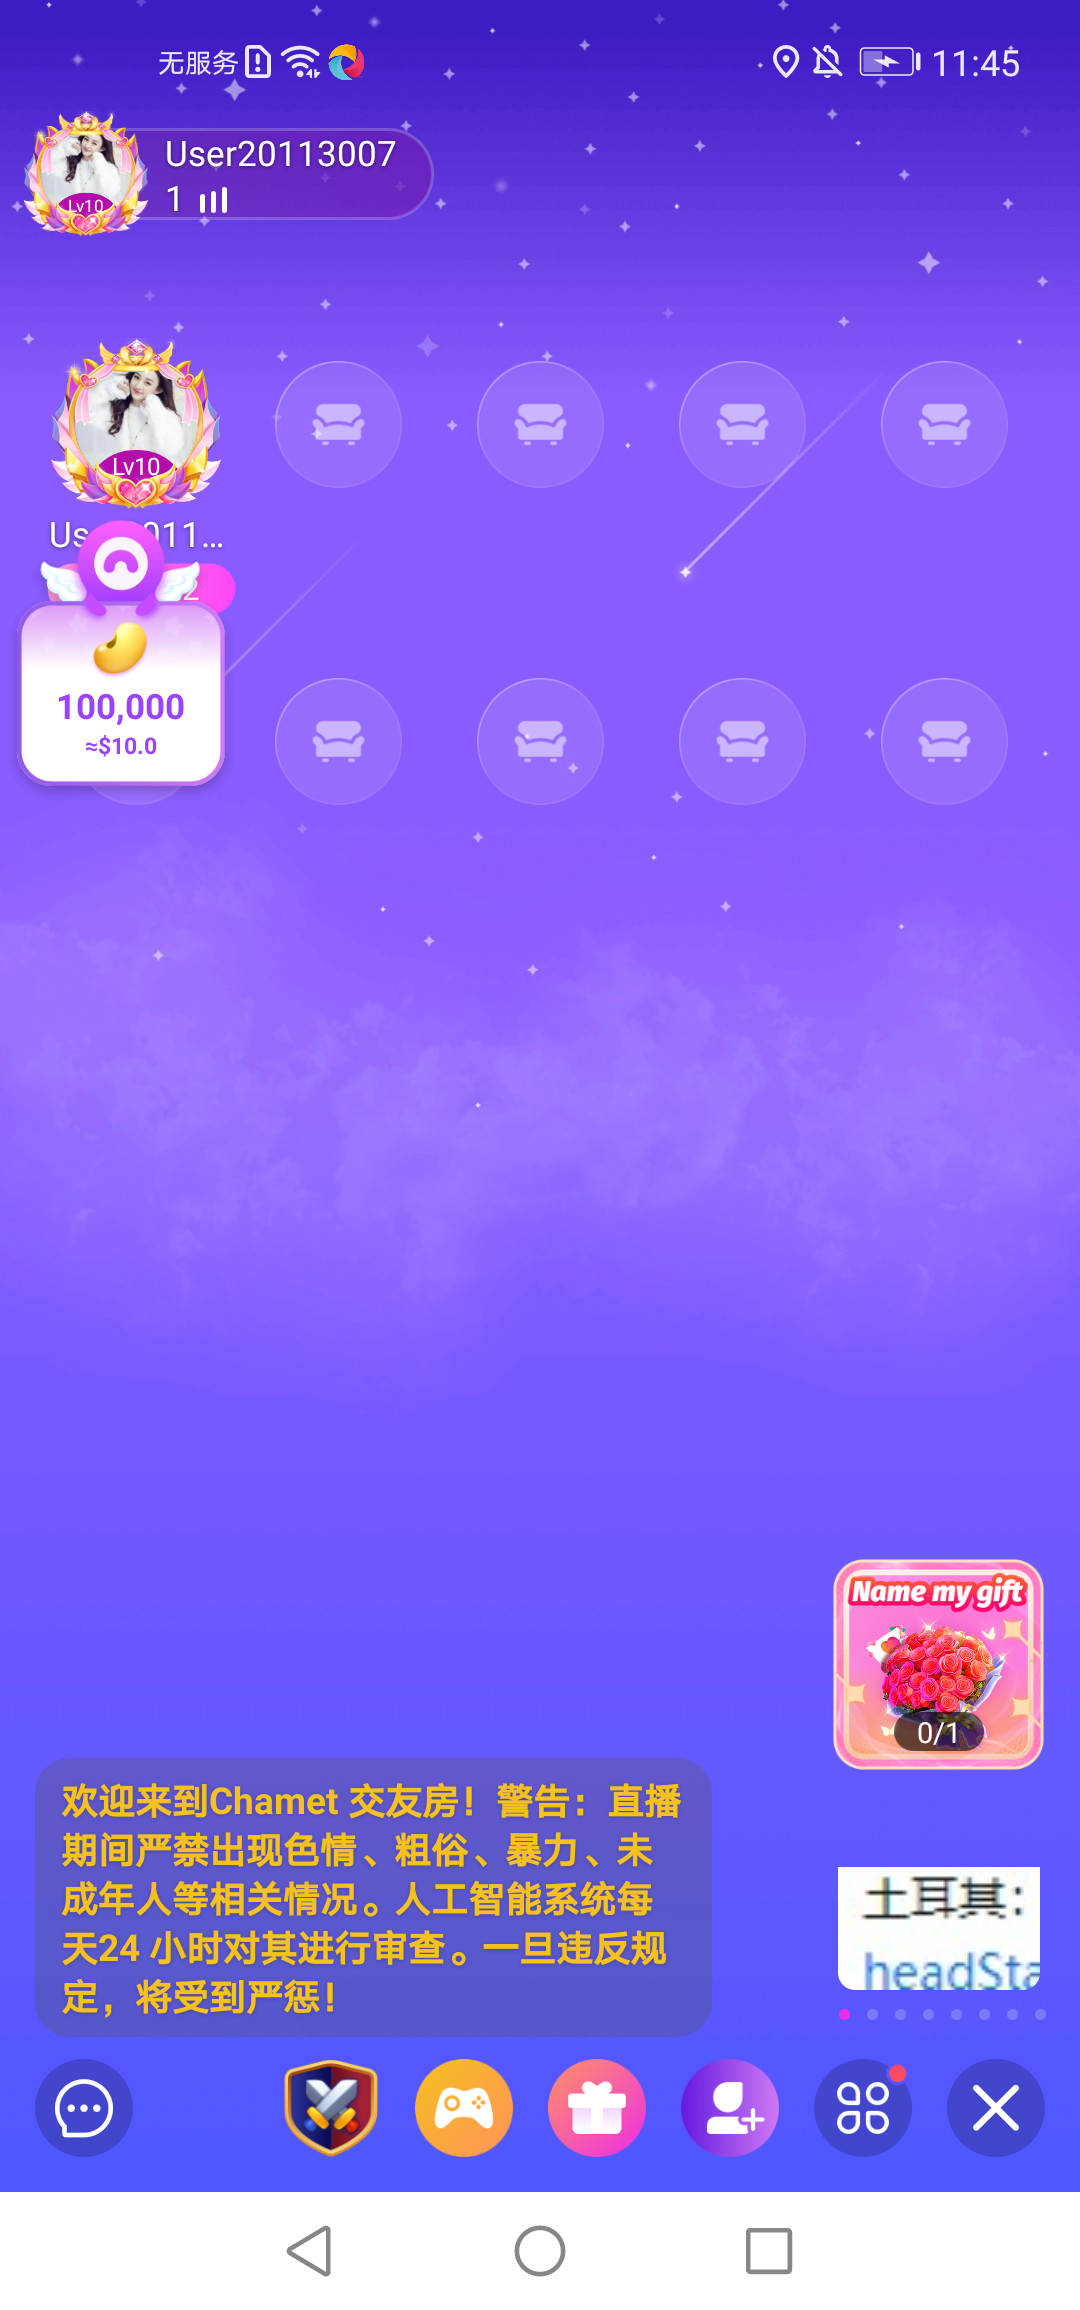 无服务
11:45
User20113007
1
Lv10
Lv10
100,000
≈$10.0
Name my gift
0/1
欢迎来到Chamet 交友房！警告：直播
期间严禁出现色情、粗俗、暴力、未
成年人等相关情况。人工智能系统每
天24 小时对其进行审查。一旦违反规
定，将受到严惩！
土耳其:
headSta